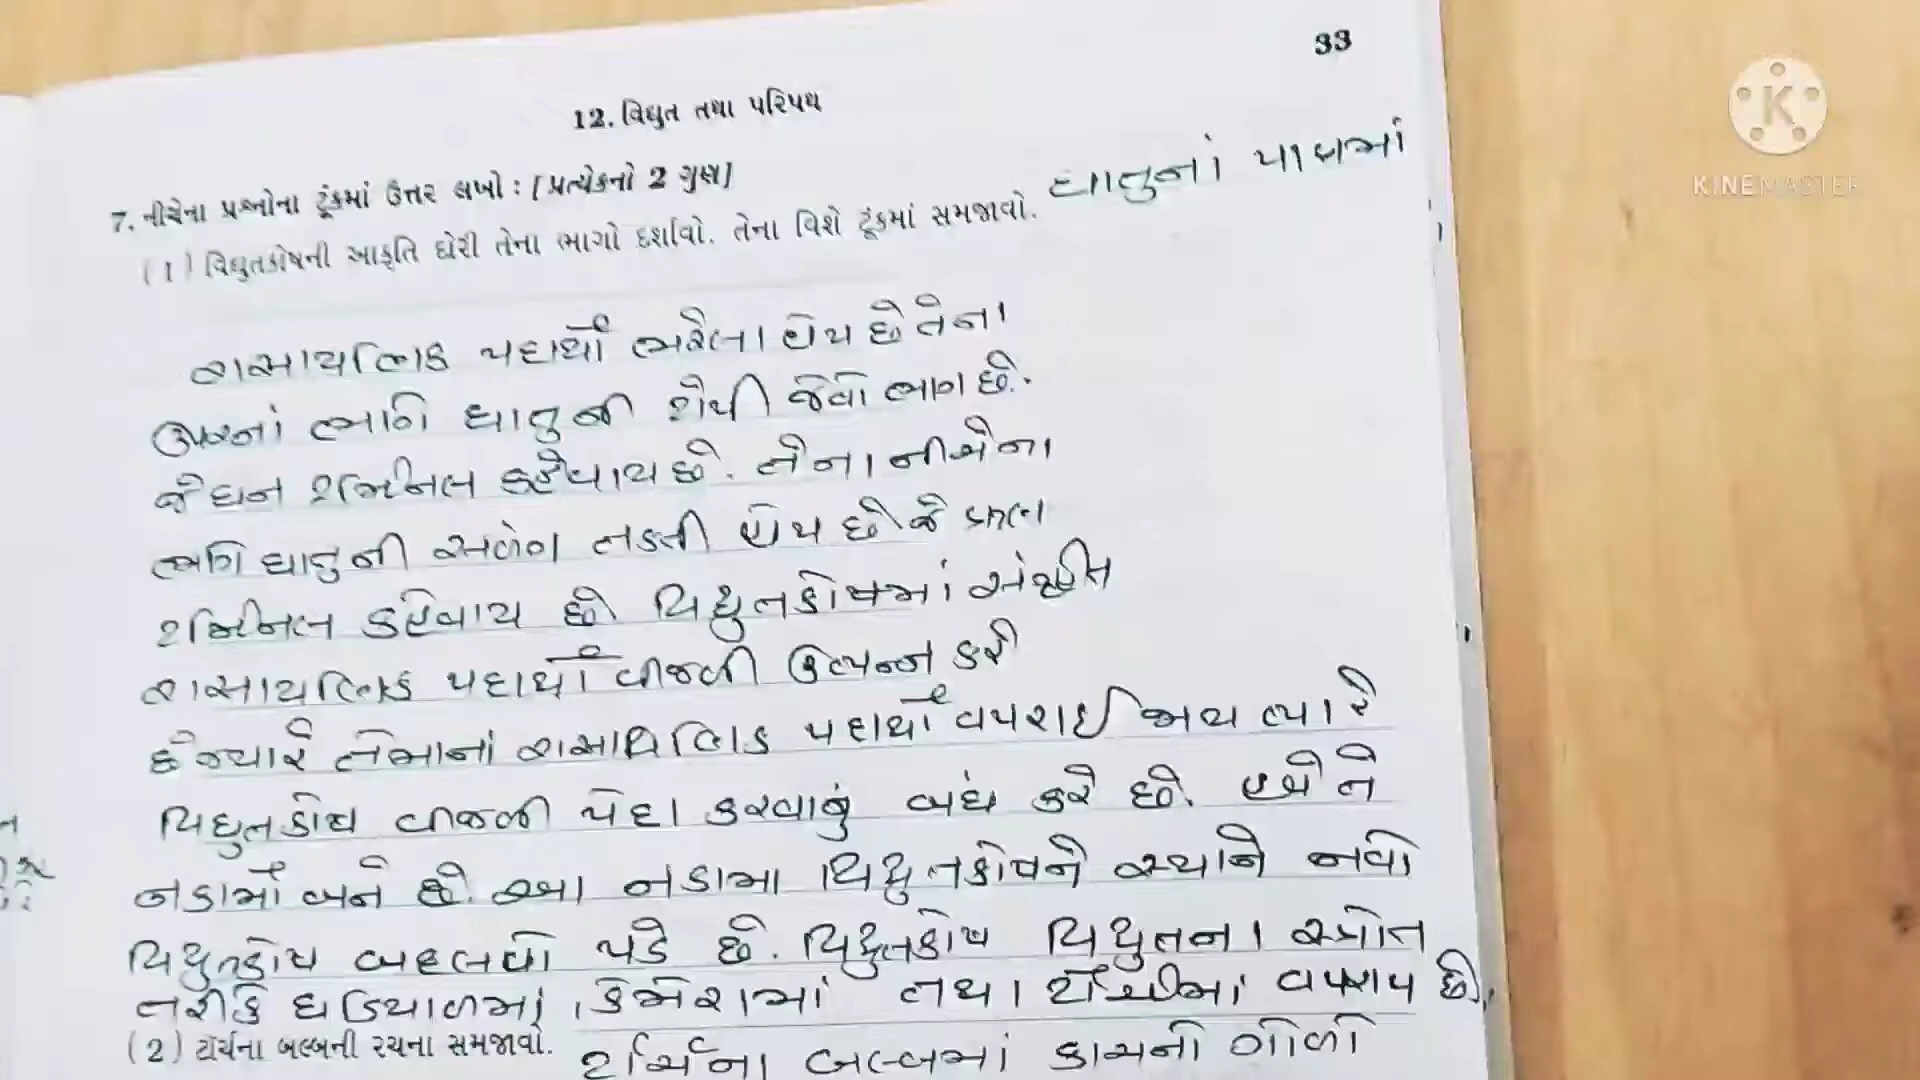 33
12. વિદ્યુત તથા પરિપથ
7. નીચેના પ્રશ્નોના ટૂંકમાં ઉત્તર લખો : [પ્રત્યેકનો 2 ગુણ]
(1) વિદ્યુતકોષની આકૃતિ દોરી તેના ભાગો દર્શાવો. તેના વિશે ટૂંકમાં સમજાવો. ધાતુનાં પાત્રમાં
રાસાયણિક પદાર્થો ભરેલા હોય છે તેના
ઉપરનાં ભાગે ધાતુની ટોપી જેવો ભાગ છે.
જે ધન ટર્મિનલ કહેવાય છે. તેના નીચેના
ભાગે ધાતુની સળંગ તકતી હોય છે જે ઋણ
ટર્મિનલ કહેવાય છે. વિદ્યુતકોષમાં સંગ્રહીત
રાસાયણિક પદાર્થો વીજળી ઉત્પન્ન કરે
છે જ્યારે તેમાનાં રાસાયણિક પદાર્થો વપરાઈ જાય ત્યારે
વિદ્યુતકોષ વીજળી પેદા કરવાનું બંધ કરે છે.
નકામો બને છે. આ નકામા વિદ્યુતકોષને સ્થાને નવો
વિદ્યુતકોષ બદલવો પડે છે. વિદ્યુતકોષ વિદ્યુતના સ્ત્રોત
તરીકે ઘડિયાળમાં, કેમેરામાં તથા ટોર્ચમાં વપરાય છે.
(2) ટૉર્ચના બલ્બની રચના સમજાવો. ટોર્ચના બલ્બમાં કાચનો ગોળો
K
KINEMASTER